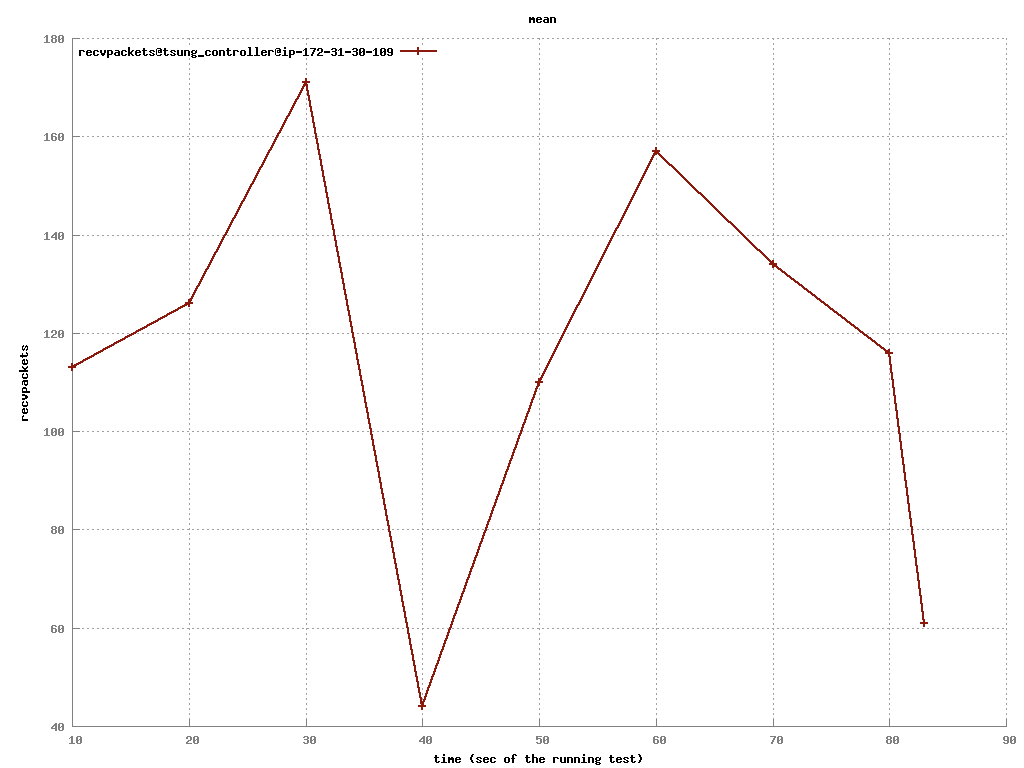 mean
180
recvpackets@tsung_controller@ip-172-31-30-109
160
140
120
recvpackets
100
80
60
40
10 20 30 40 50 60 70 80 90
time (sec of the running test)